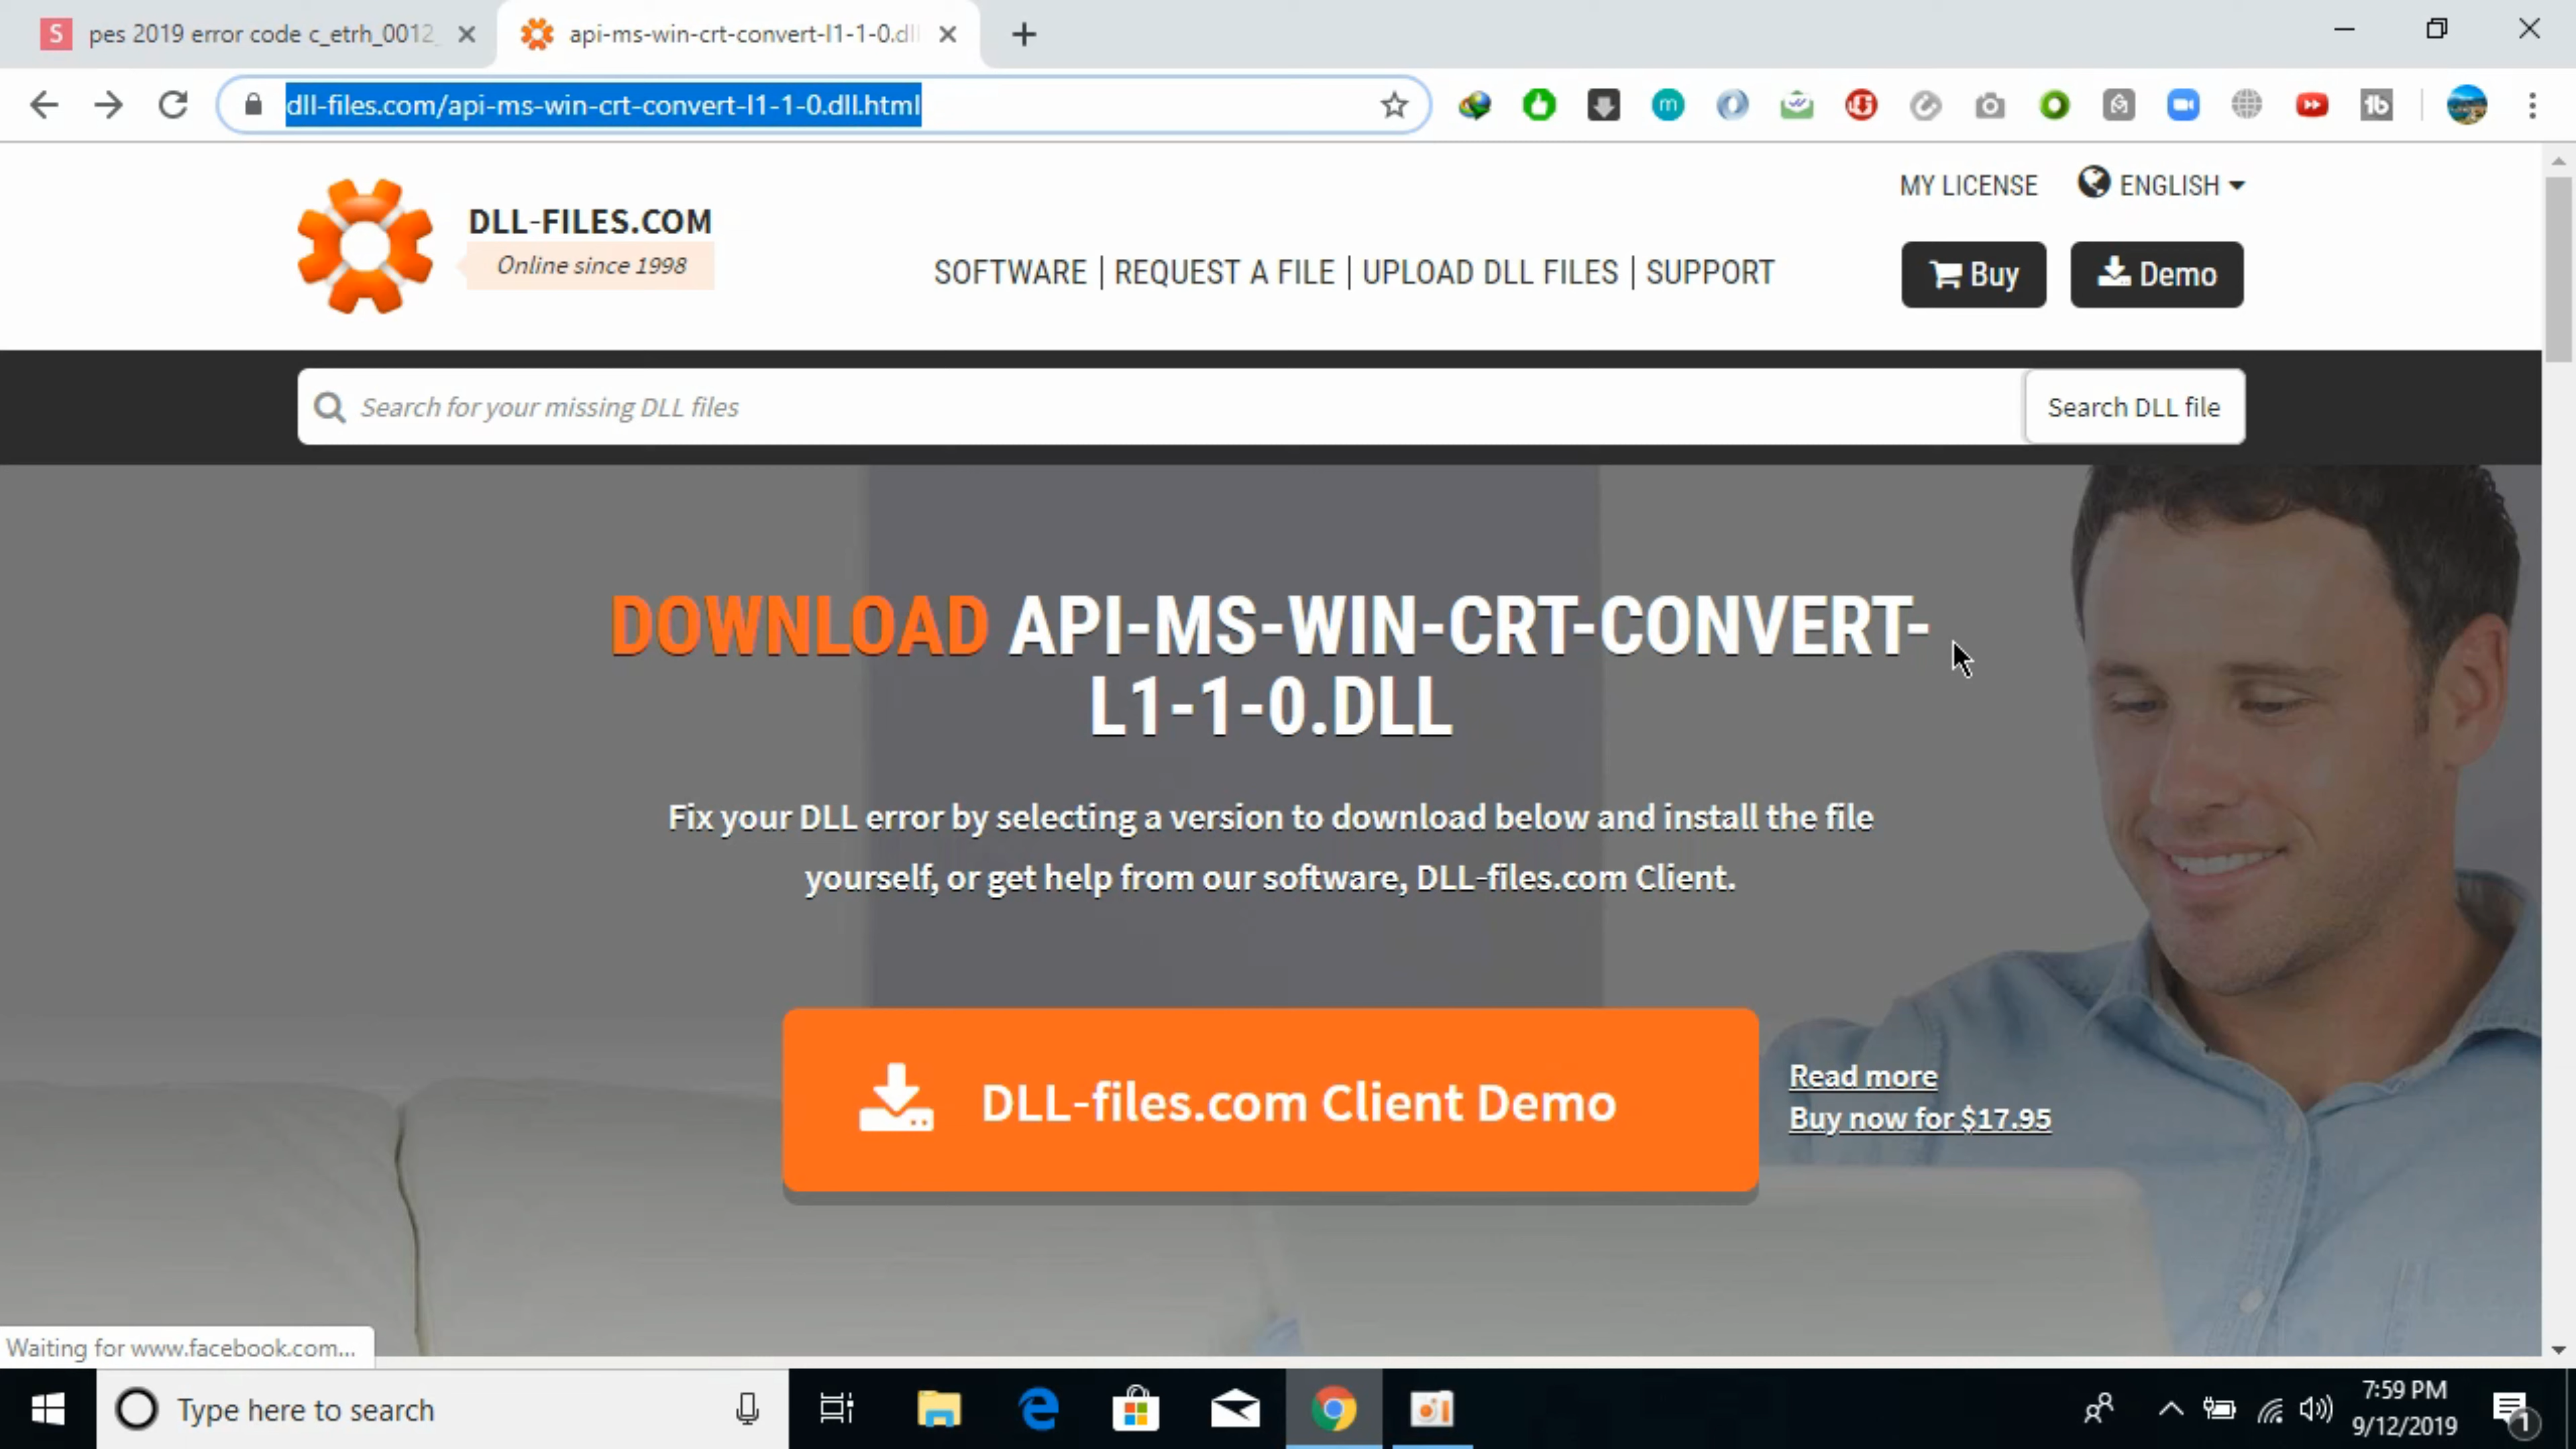 S pes 2019 error code c_etrh_0012_
api-ms-win-crt-convert-l1-1-0.dll
dll-files.com/api-ms-win-crt-convert-l1-1-0.dll.html
m
1b
MY LICENSE
ENGLISH
DLL-FILES.COM
Online since 1998
SOFTWARE | REQUEST A FILE | UPLOAD DLL FILES | SUPPORT
Buy
Demo
Search for your missing DLL files
Search DLL file
DOWNLOAD API-MS-WIN-CRT-CONVERT-
L1-1-0.DLL
Fix your DLL error by selecting a version to download below and install the file
yourself, or get help from our software, DLL-files.com Client.
DLL-files.com Client Demo
Read more
Buy now for $17.95
Waiting for www.facebook.com...
Type here to search
7:59 PM
9/12/2019
1